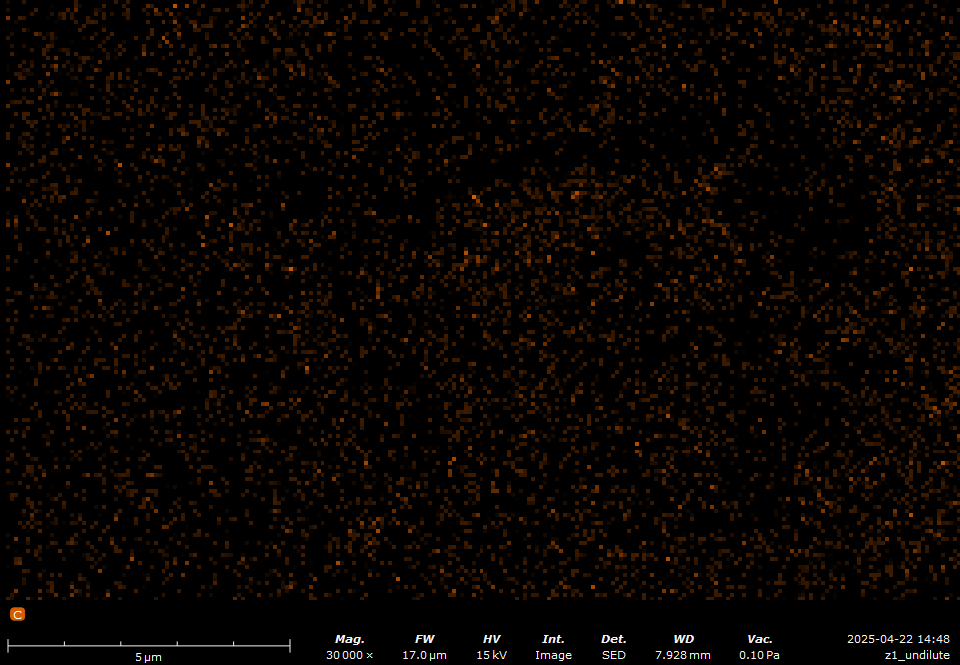 C
Mag. FW HV Int. Det. WD Vac. 2025-04-22 14:48
5 µm 30 000 × 17.0 µm 15 kV Image SED 7.928 mm 0.10 Pa z1_undilute